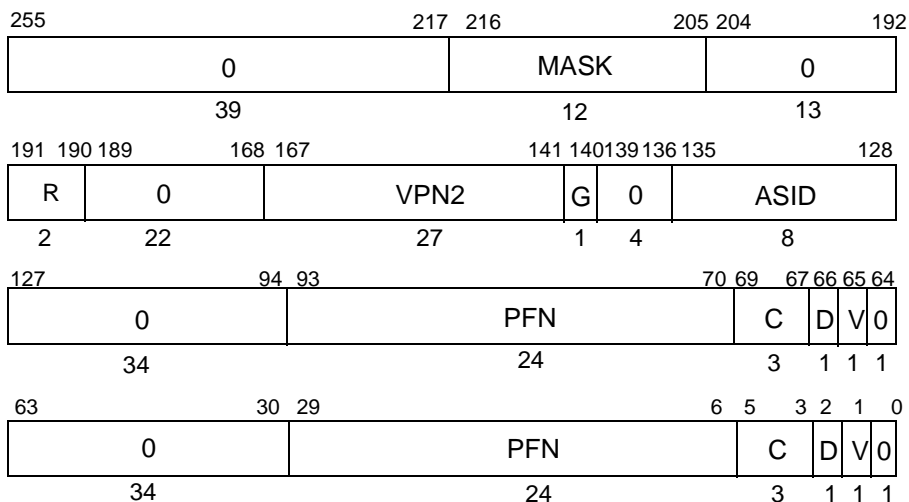 255 217 216 205 204 192
0 MASK 0
39 12 13
191 190 189 168 167 141 140 139 136 135 128
R 0 VPN2 G 0 ASID
2 22 27 1 4 8
127 94 93 70 69 67 66 65 64
0 PFN C D V 0
34 24 3 1 1 1
63 30 29 6 5 3 2 1 0
0 PFN C D V 0
34 24 3 1 1 1